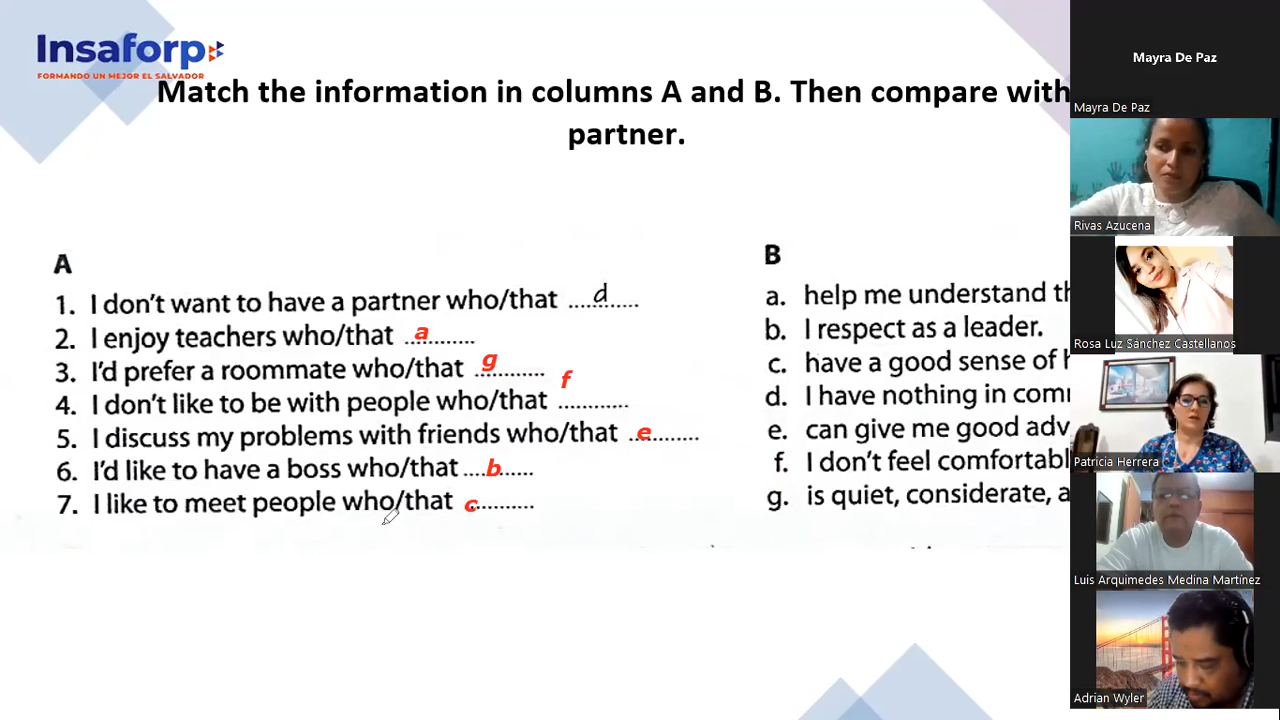 Insaforp
FORMANDO UN MEJOR EL SALVADOR
Match the information in columns A and B. Then compare with
partner.
A
1. I don't want to have a partner who/that ....d......
2. I enjoy teachers who/that ..a........
3. I'd prefer a roommate who/that ..g........
4. I don't like to be with people who/that f ............
5. I discuss my problems with friends who/that ..e........
6. I'd like to have a boss who/that ....b......
7. I like to meet people who/that c...........
B
a. help me understand
b. I respect as a leader.
c. have a good sense of
d. I have nothing in
e. can give me good
f. I don't feel
g. is quiet, considerate,
Mayra De Paz
Mayra De Paz
Rivas Azucena
Rosa Luz Sánchez Castellanos
Patricia Herrera
Luis Arquimedes Medina Martínez
Adrian Wyler